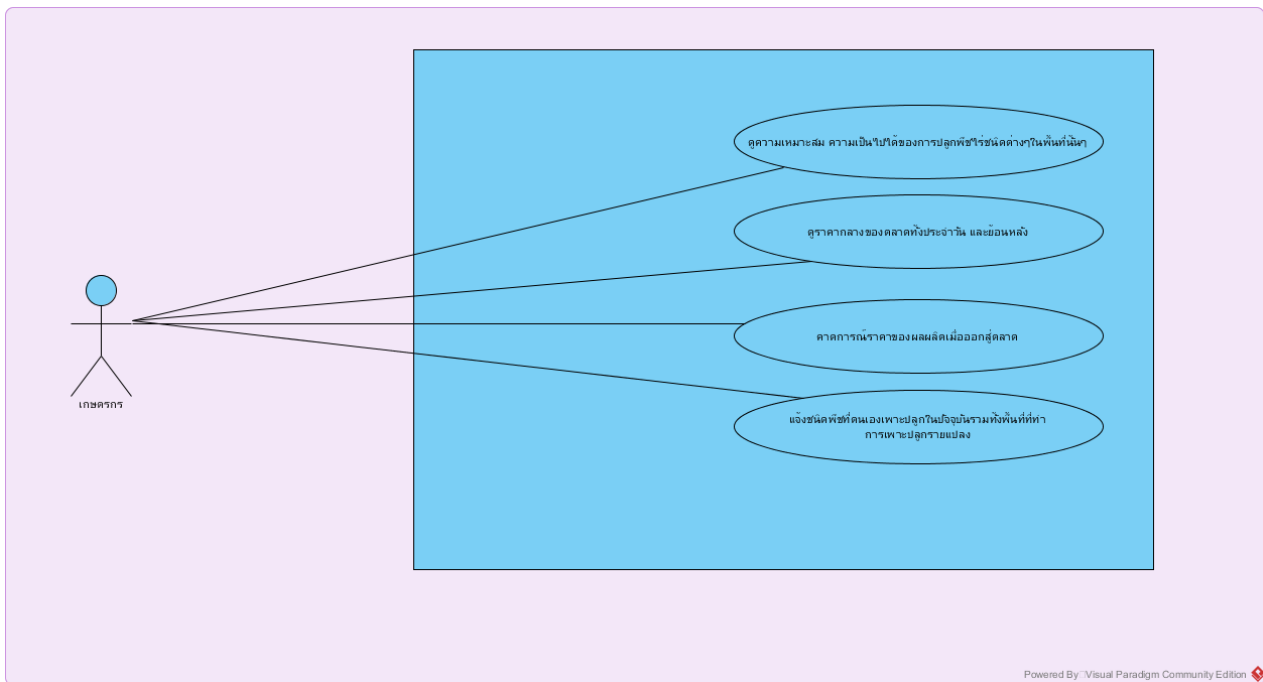 ดูความเหมาะสม ความเป็นไปได้ของการปลูกพืชไร่ชนิดต่างๆในพื้นที่นั้นๆ
ดูราคากลางของตลาดทั้งประจำวัน และย้อนหลัง
คาดการณ์ราคาของผลผลิตเมื่อออกสู่ตลาด
แจ้งชนิดพืชที่ตนเองเพาะปลูกในปัจจุบันรวมทั้งพื้นที่ที่ทำ
การเพาะปลูกรายแปลง
เกษตรกร
Powered By Visual Paradigm Community Edition